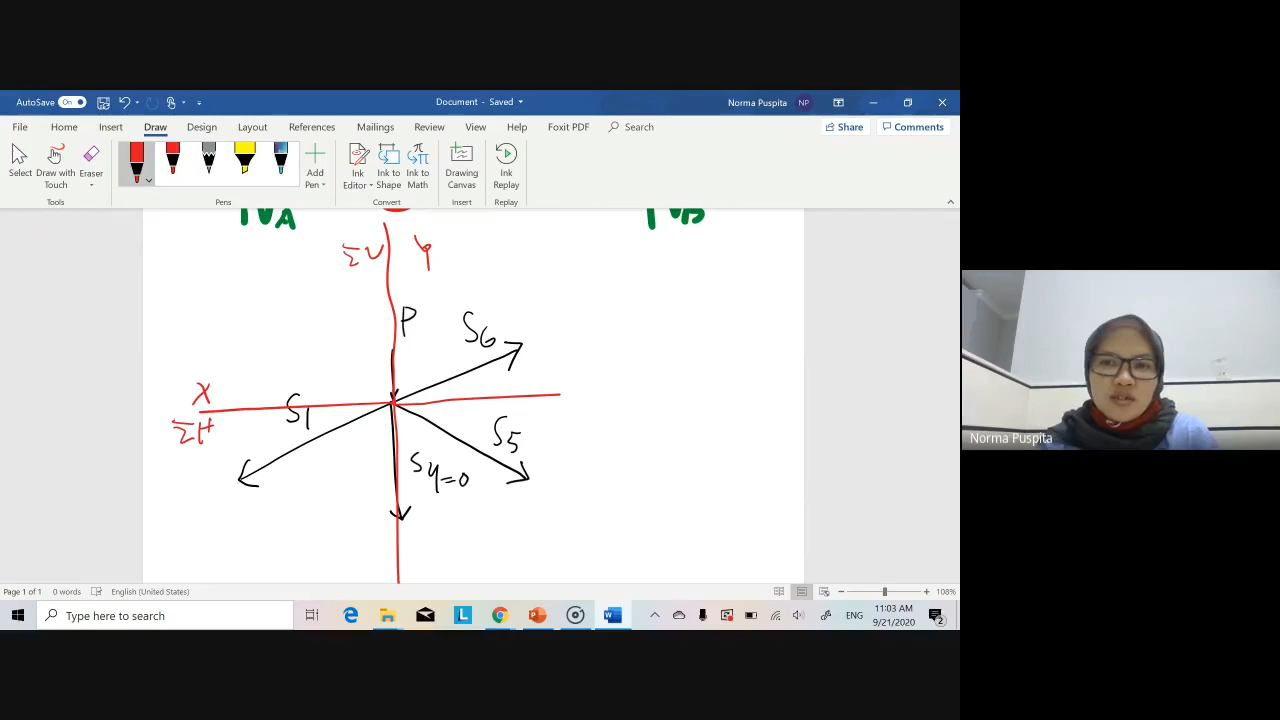 AutoSave On
Document - Saved
Norma Puspita NP
File Home Insert Draw Design Layout References Mailings Review View Help Foxit PDF Search
Share Comments
Select
Draw with Touch
Eraser
Add Pen
Ink Editor
Ink to Shape
Ink to Math
Drawing Canvas
Ink Replay
Tools Pens Convert Insert Replay
ΣV y
P
S6
X
S1
ΣH
S5
S4=0
Norma Puspita
Page 1 of 1 0 words English (United States) 108%
Type here to search
ENG
11:03 AM
9/21/2020
2